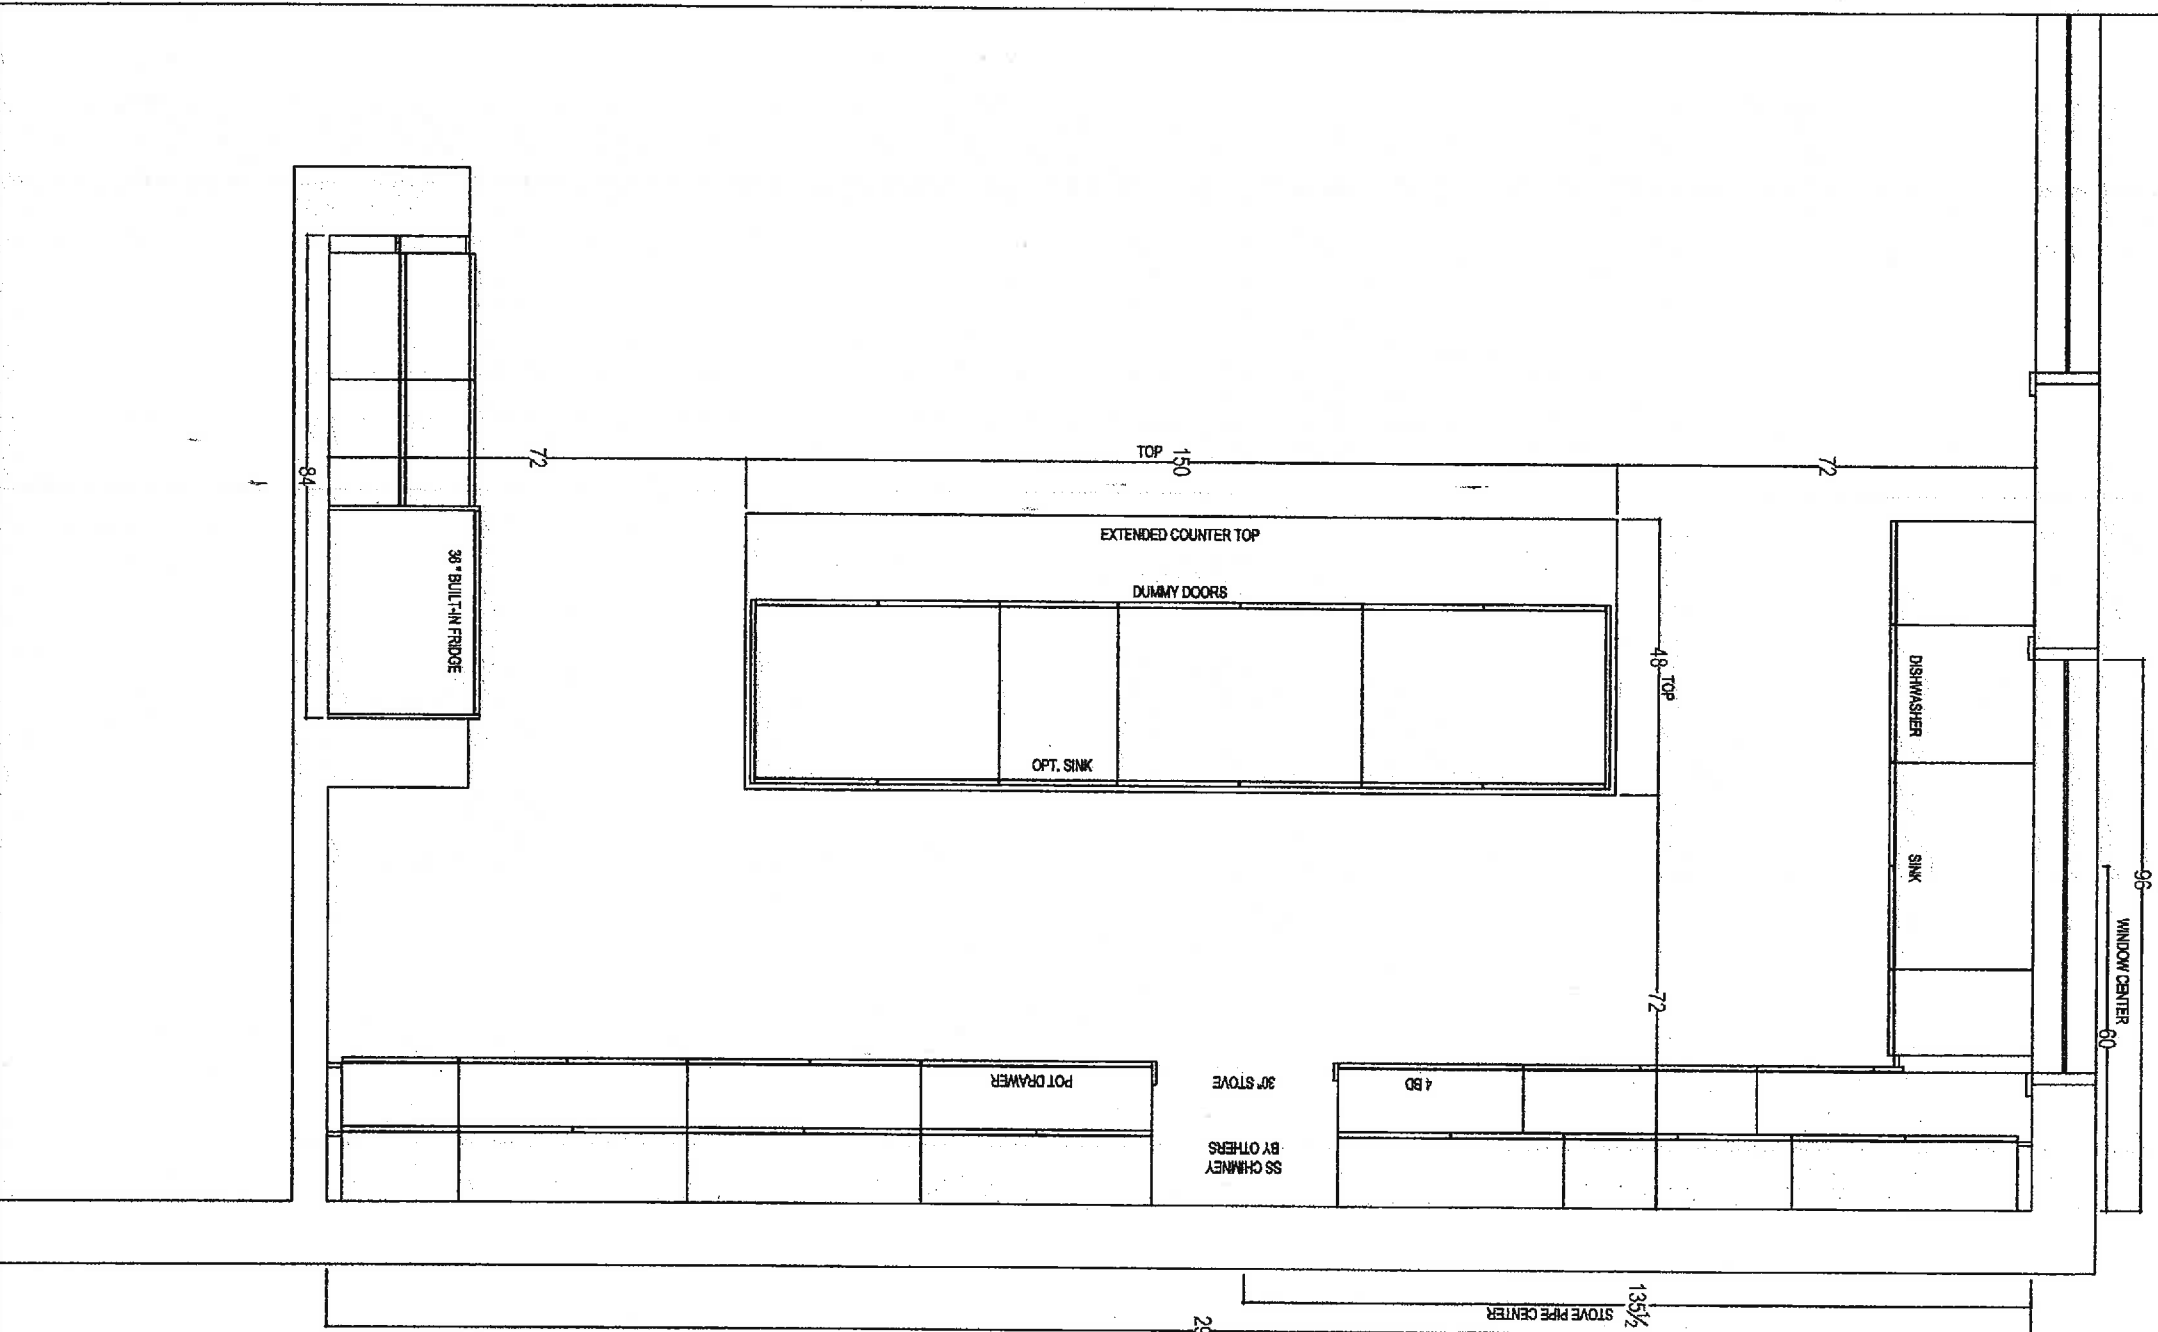 TOP
150
72
72
84
EXTENDED COUNTER TOP
DUMMY DOORS
36" BUILT-IN FRIDGE
48 TOP
DISHWASHER
OPT. SINK
SINK
96
WINDOW CENTER
60
72
POT DRAWER
30" STOVE
4 BD
SS CHIMNEY
BY OTHERS
135½
STOVE PIPE CENTER